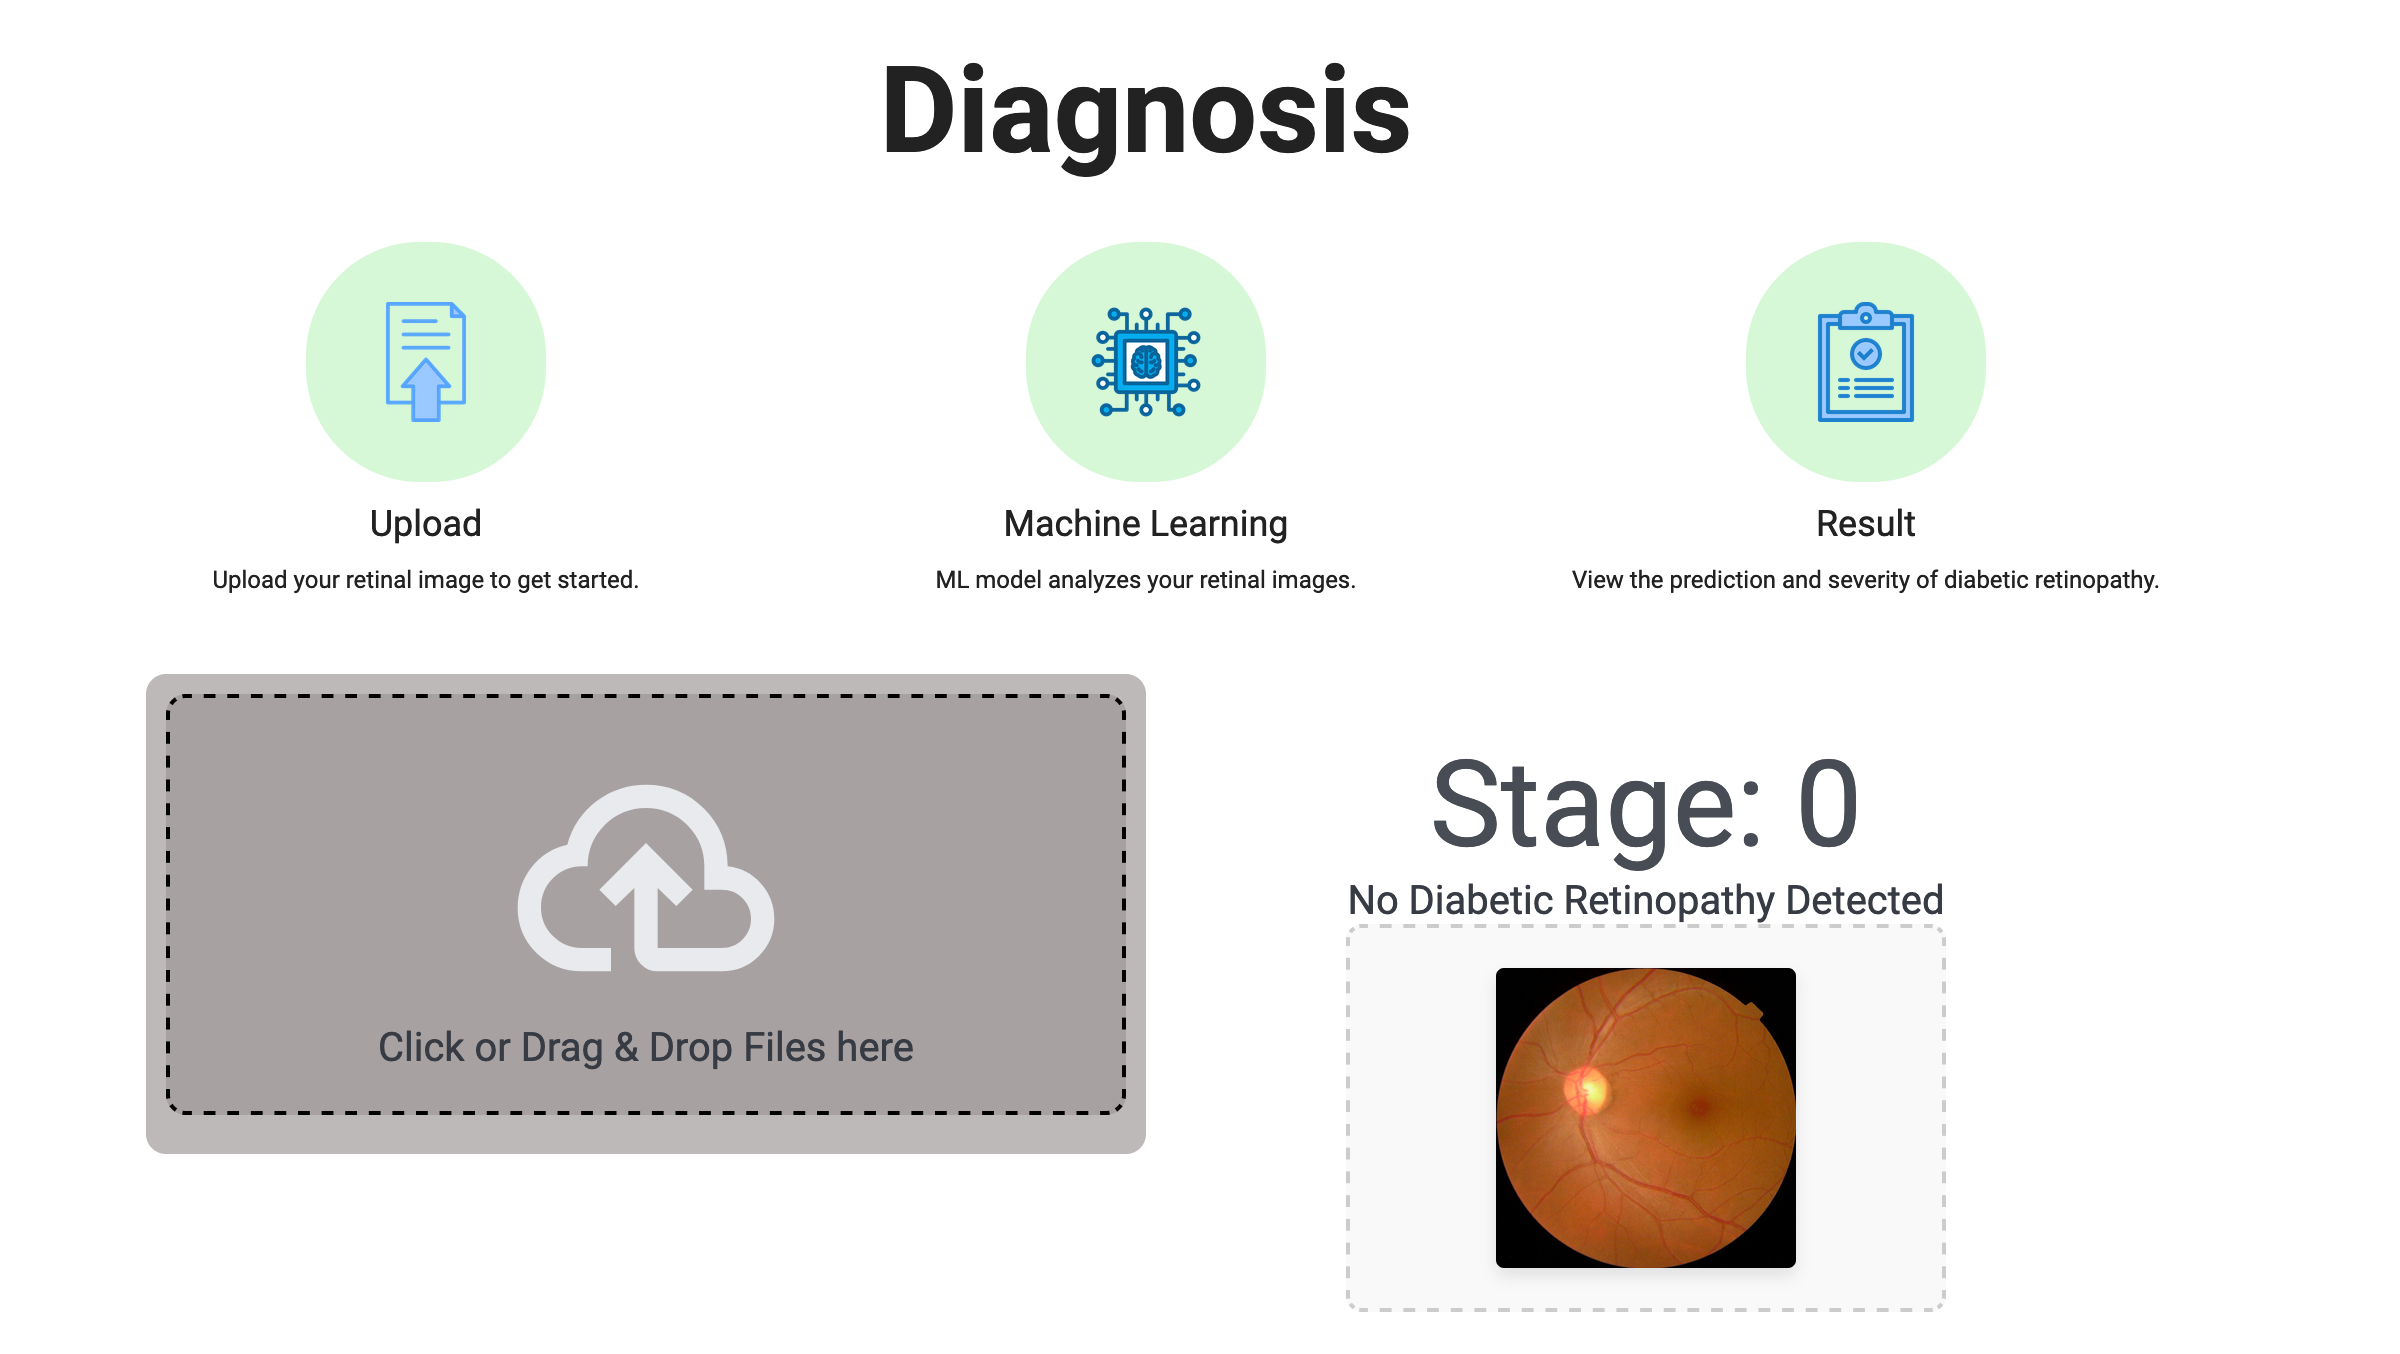 Diagnosis
Upload
Upload your retinal image to get started.
Machine Learning
ML model analyzes your retinal images.
Result
View the prediction and severity of diabetic retinopathy.
Click or Drag & Drop Files here
Stage: 0
No Diabetic Retinopathy Detected